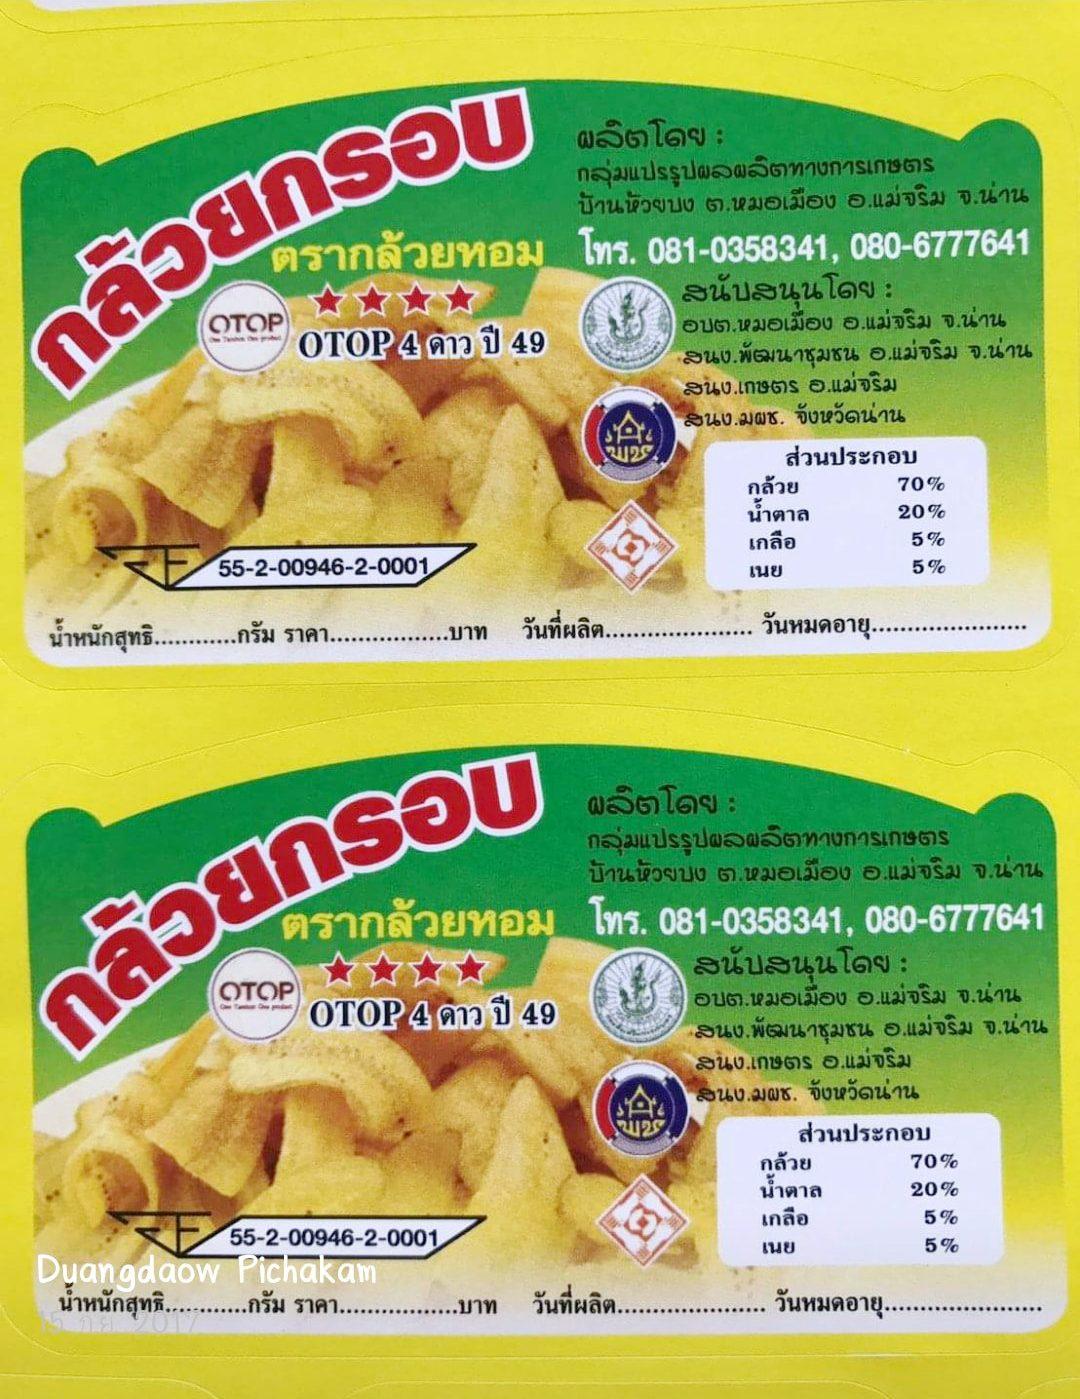 กล้วยกรอบ
ตรากล้วยหอม
OTOP
OTOP 4 ดาว ปี 49
ผลิตโดย :
กลุ่มแปรรูปผลผลิตทางการเกษตร
บ้านห้วยบง ต.หมอเมือง อ.แม่จริม จ.น่าน
โทร. 081-0358341, 080-6777641
สนับสนุนโดย :
อบต.หมอเมือง อ.แม่จริม จ.น่าน
สนง.พัฒนาชุมชน อ.แม่จริม จ.น่าน
สนง.เกษตร อ.แม่จริม
สนง.มผช. จังหวัดน่าน
ส่วนประกอบ
กล้วย 70%
น้ำตาล 20%
เกลือ 5%
เนย 5%
55-2-00946-2-0001
น้ำหนักสุทธิ............กรัม ราคา.................บาท วันที่ผลิต..................... วันหมดอายุ......................
กล้วยกรอบ
ตรากล้วยหอม
OTOP
One Tambon One product
OTOP 4 ดาว ปี 49
ผลิตโดย :
กลุ่มแปรรูปผลผลิตทางการเกษตร
บ้านห้วยบง ต.หมอเมือง อ.แม่จริม จ.น่าน
โทร. 081-0358341, 080-6777641
สนับสนุนโดย :
อบต.หมอเมือง อ.แม่จริม จ.น่าน
สนง.พัฒนาชุมชน อ.แม่จริม จ.น่าน
สนง.เกษตร อ.แม่จริม
สนง.มผช. จังหวัดน่าน
ส่วนประกอบ
กล้วย 70%
น้ำตาล 20%
เกลือ 5%
เนย 5%
55-2-00946-2-0001
Duangdaow Pichakam
น้ำหนักสุทธิ............กรัม ราคา.................บาท วันที่ผลิต..................... วันหมดอายุ......................
15 ก.ย. 2017